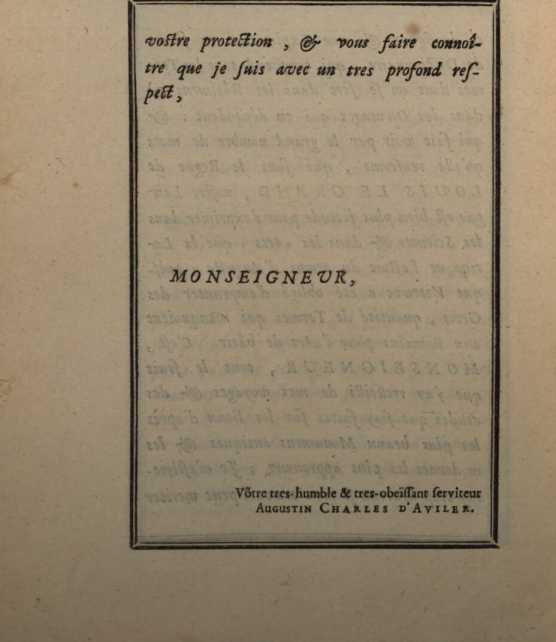 vostre protection , & vous faire connoî-
tre que je ſuis avec un tres profond reſ-
pect,
MONSEIGNEUR,
Vôtre tres-humble & tres-obeïſſant ſerviteur
AUGUSTIN CHARLES D'AVILER.